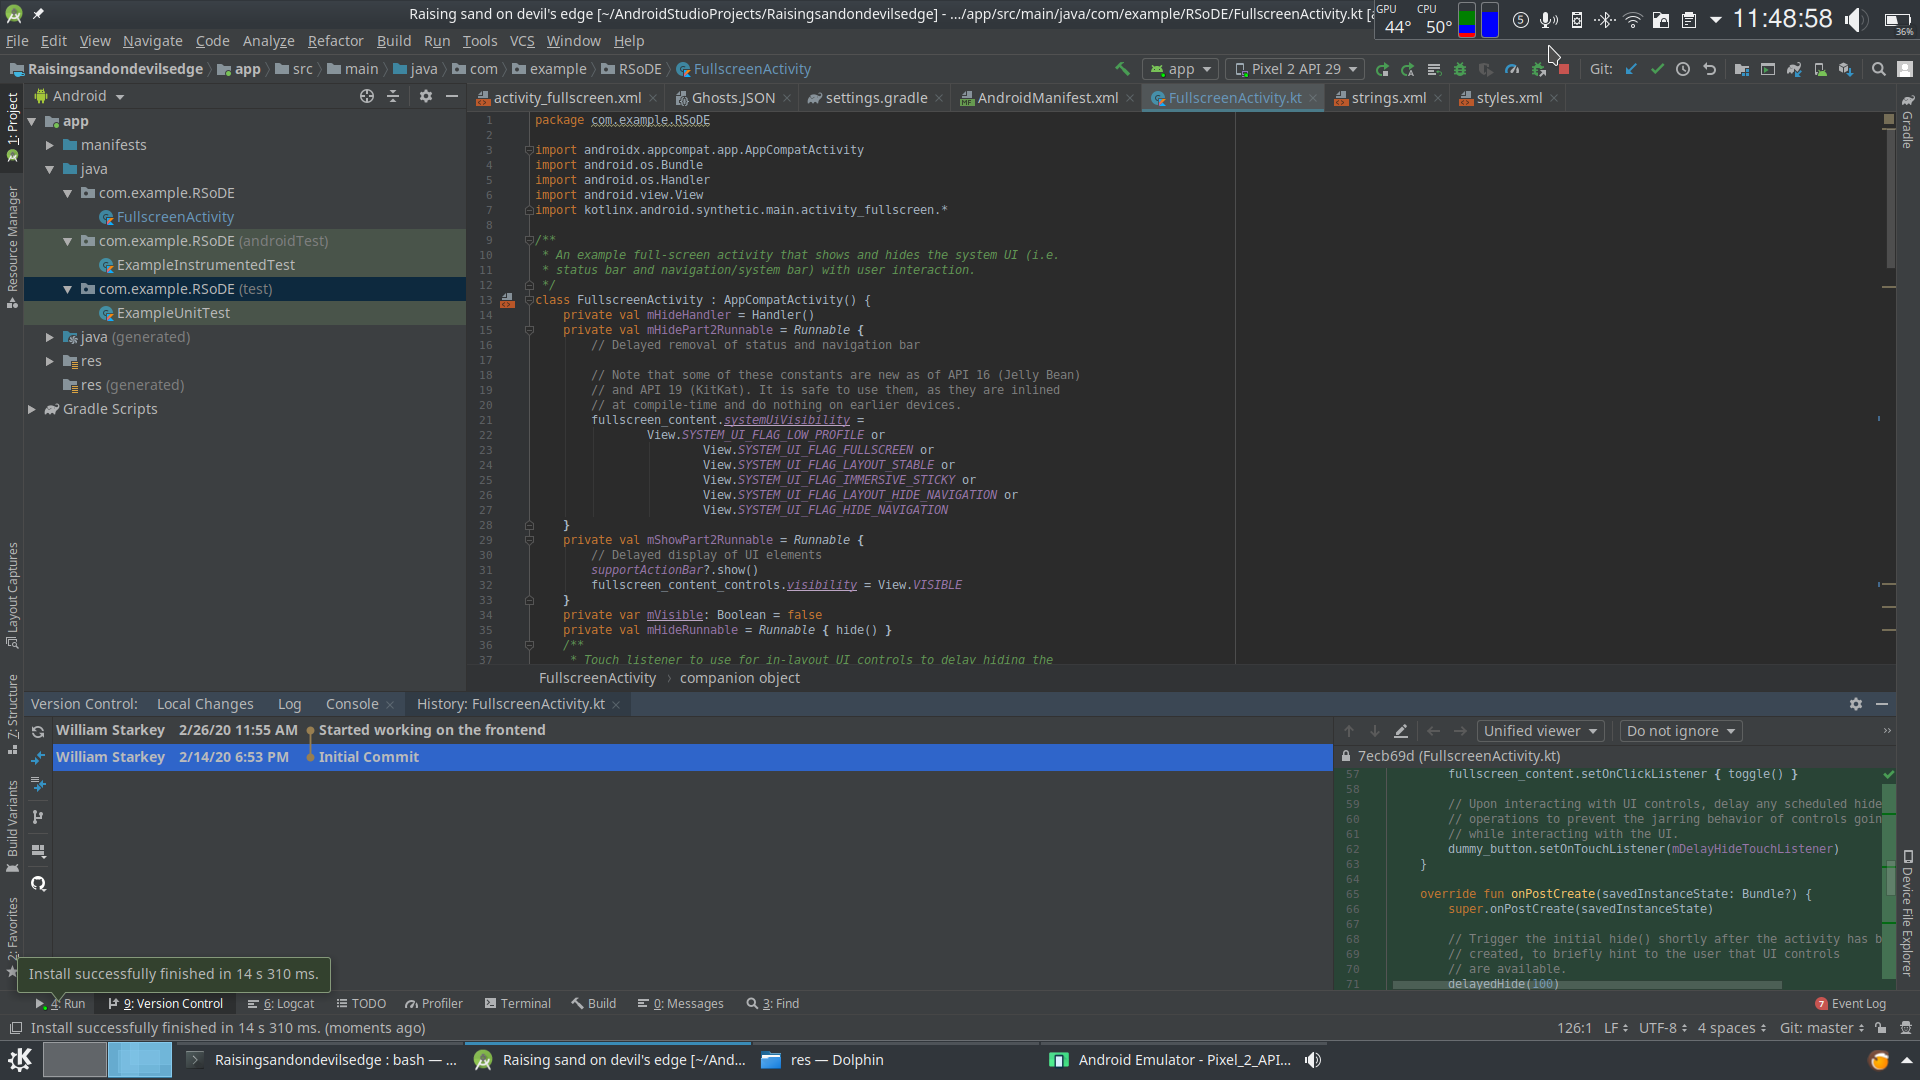 Raising sand on devil's edge [~/AndroidStudioProjects/Raisingsandondevilsedge] - .../app/src/main/java/com/example/RSoDE/FullscreenActivity.kt [a
GPU 44° CPU 50° 5 11:48:58 36%
File Edit View Navigate Code Analyze Refactor Build Run Tools VCS Window Help
Raisingsandondevilsedge app src main java com example RSoDE FullscreenActivity app Pixel 2 API 29 Git:
Android activity_fullscreen.xml Ghosts.JSON settings.gradle AndroidManifest.xml FullscreenActivity.kt strings.xml styles.xml
1: Project
Resource Manager
Layout Captures
7: Structure
Build Variants
2: Favorites
app
manifests
java
com.example.RSoDE
FullscreenActivity
com.example.RSoDE (androidTest)
ExampleInstrumentedTest
com.example.RSoDE (test)
ExampleUnitTest
java (generated)
res
res (generated)
Gradle Scripts
1 package com.example.RSoDE
2
3 import androidx.appcompat.app.AppCompatActivity
4 import android.os.Bundle
5 import android.os.Handler
6 import android.view.View
7 import kotlinx.android.synthetic.main.activity_fullscreen.*
8
9 /**
10 * An example full-screen activity that shows and hides the system UI (i.e.
11 * status bar and navigation/system bar) with user interaction.
12 */
13 class FullscreenActivity : AppCompatActivity() {
14 private val mHideHandler = Handler()
15 private val mHidePart2Runnable = Runnable {
16 // Delayed removal of status and navigation bar
17
18 // Note that some of these constants are new as of API 16 (Jelly Bean)
19 // and API 19 (KitKat). It is safe to use them, as they are inlined
20 // at compile-time and do nothing on earlier devices.
21 fullscreen_content.systemUiVisibility =
22 View.SYSTEM_UI_FLAG_LOW_PROFILE or
23 View.SYSTEM_UI_FLAG_FULLSCREEN or
24 View.SYSTEM_UI_FLAG_LAYOUT_STABLE or
25 View.SYSTEM_UI_FLAG_IMMERSIVE_STICKY or
26 View.SYSTEM_UI_FLAG_LAYOUT_HIDE_NAVIGATION or
27 View.SYSTEM_UI_FLAG_HIDE_NAVIGATION
28 }
29 private val mShowPart2Runnable = Runnable {
30 // Delayed display of UI elements
31 supportActionBar?.show()
32 fullscreen_content_controls.visibility = View.VISIBLE
33 }
34 private var mVisible: Boolean = false
35 private val mHideRunnable = Runnable { hide() }
36 /**
37 * Touch listener to use for in-layout UI controls to delay hiding the
FullscreenActivity companion object
Gradle
Device File Explorer
Version Control: Local Changes Log Console History: FullscreenActivity.kt
William Starkey 2/26/20 11:55 AM Started working on the frontend
William Starkey 2/14/20 6:53 PM Initial Commit
Unified viewer Do not ignore
7ecb69d (FullscreenActivity.kt)
57 fullscreen_content.setOnClickListener { toggle() }
58
59 // Upon interacting with UI controls, delay any scheduled hide
60 // operations to prevent the jarring behavior of controls goin
61 // while interacting with the UI.
62 dummy_button.setOnTouchListener(mDelayHideTouchListener)
63 }
64
65 override fun onPostCreate(savedInstanceState: Bundle?) {
66 super.onPostCreate(savedInstanceState)
67
68 // Trigger the initial hide() shortly after the activity has b
69 // created, to briefly hint to the user that UI controls
70 // are available.
71 delayedHide(100)
Install successfully finished in 14 s 310 ms.
4: Run 9: Version Control 6: Logcat TODO Profiler Terminal Build 0: Messages 3: Find 7 Event Log
Install successfully finished in 14 s 310 ms. (moments ago) 126:1 LF UTF-8 4 spaces Git: master
Raisingsandondevilsedge : bash — ... Raising sand on devil's edge [~/And... res — Dolphin Android Emulator - Pixel_2_API...